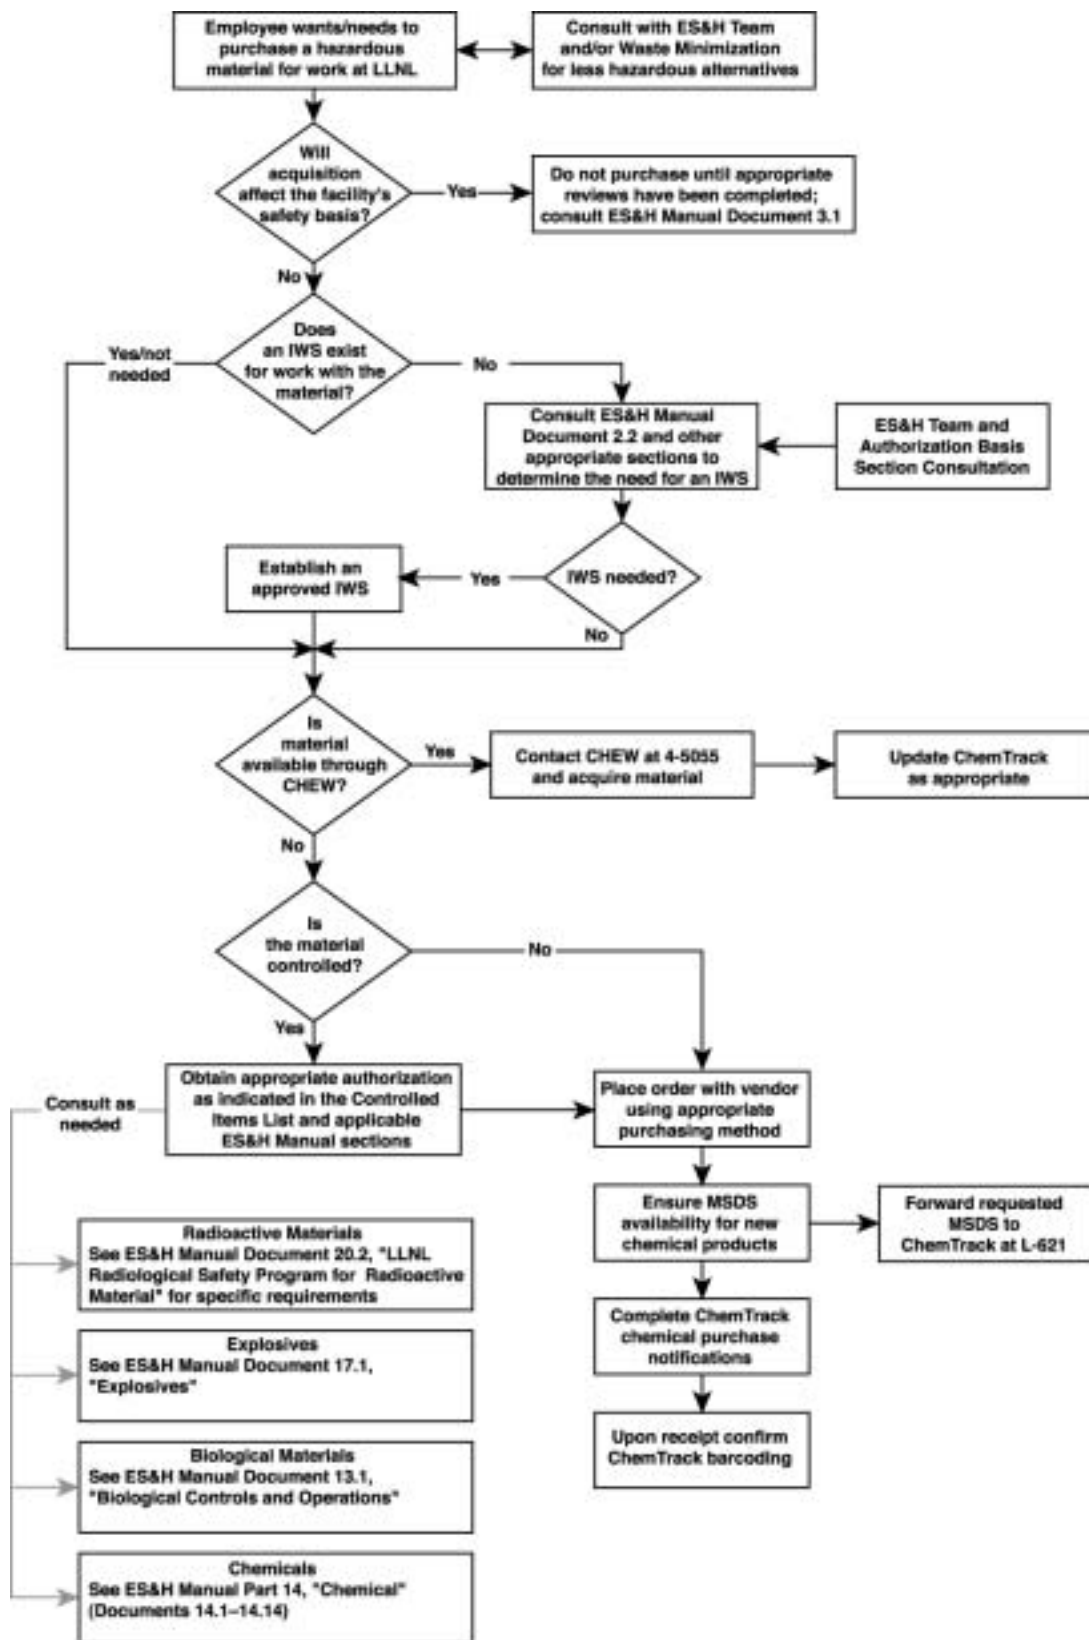 Employee wants/needs to
purchase a hazardous
material for work at LLNL
Consult with ES&H Team
and/or Waste Minimization
for less hazardous alternatives
Will
acquisition
affect the facility's
safety basis?
Yes
Do not purchase until appropriate
reviews have been completed;
consult ES&H Manual Document 3.1
No
Does
an IWS exist
for work with the
material?
Yes/not
needed
No
Consult ES&H Manual
Document 2.2 and other
appropriate sections to
determine the need for an IWS
ES&H Team and
Authorization Basis
Section Consultation
IWS needed?
Yes
Establish an
approved IWS
No
Is
material
available through
CHEW?
Yes
Contact CHEW at 4-5055
and acquire material
Update ChemTrack
as appropriate
No
Is
the material
controlled?
No
Yes
Obtain appropriate authorization
as indicated in the Controlled
Items List and applicable
ES&H Manual sections
Consult as
needed
Place order with vendor
using appropriate
purchasing method
Ensure MSDS
availability for new
chemical products
Forward requested
MSDS to
ChemTrack at L-621
Complete ChemTrack
chemical purchase
notifications
Upon receipt confirm
ChemTrack barcoding
Radioactive Materials
See ES&H Manual Document 20.2, "LLNL
Radiological Safety Program for Radioactive
Material" for specific requirements
Explosives
See ES&H Manual Document 17.1,
"Explosives"
Biological Materials
See ES&H Manual Document 13.1,
"Biological Controls and Operations"
Chemicals
See ES&H Manual Part 14, "Chemical"
(Documents 14.1–14.14)